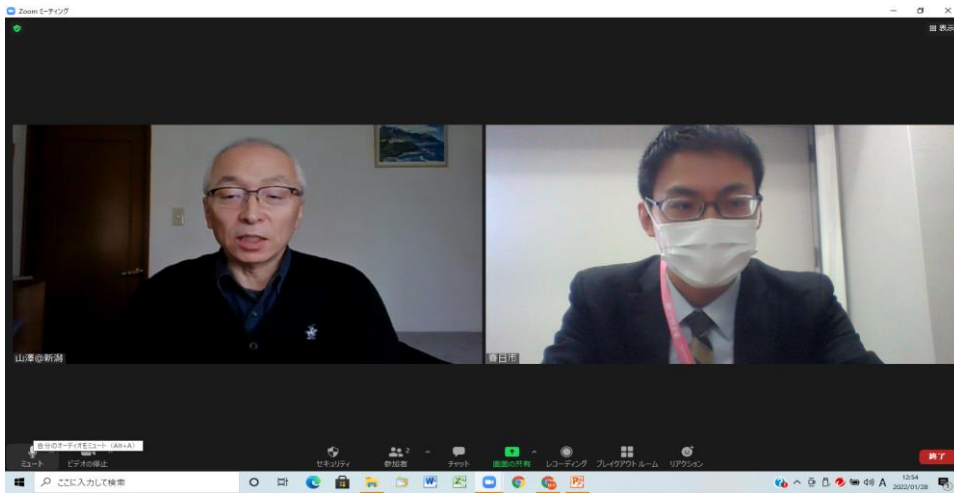 Zoom ミーティング
表示
山澤@新潟
春日市
自分のオーディオをミュート (Alt+A)
ミュート
ビデオの停止
セキュリティ
参加者
2
チャット
画面の共有
レコーディング
ブレイクアウト ルーム
リアクション
終了
ここに入力して検索
A
12:54
2022/01/28